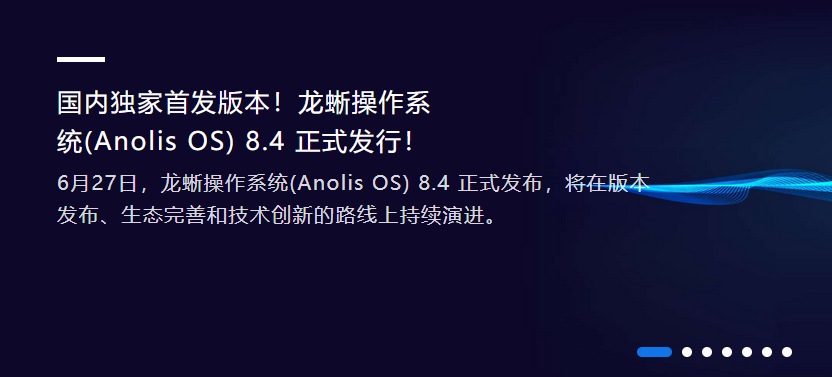 国内独家首发版本！龙蜥操作系
统(Anolis OS) 8.4 正式发行！
6月27日，龙蜥操作系统(Anolis OS) 8.4 正式发布，将在版本
发布、生态完善和技术创新的路线上持续演进。